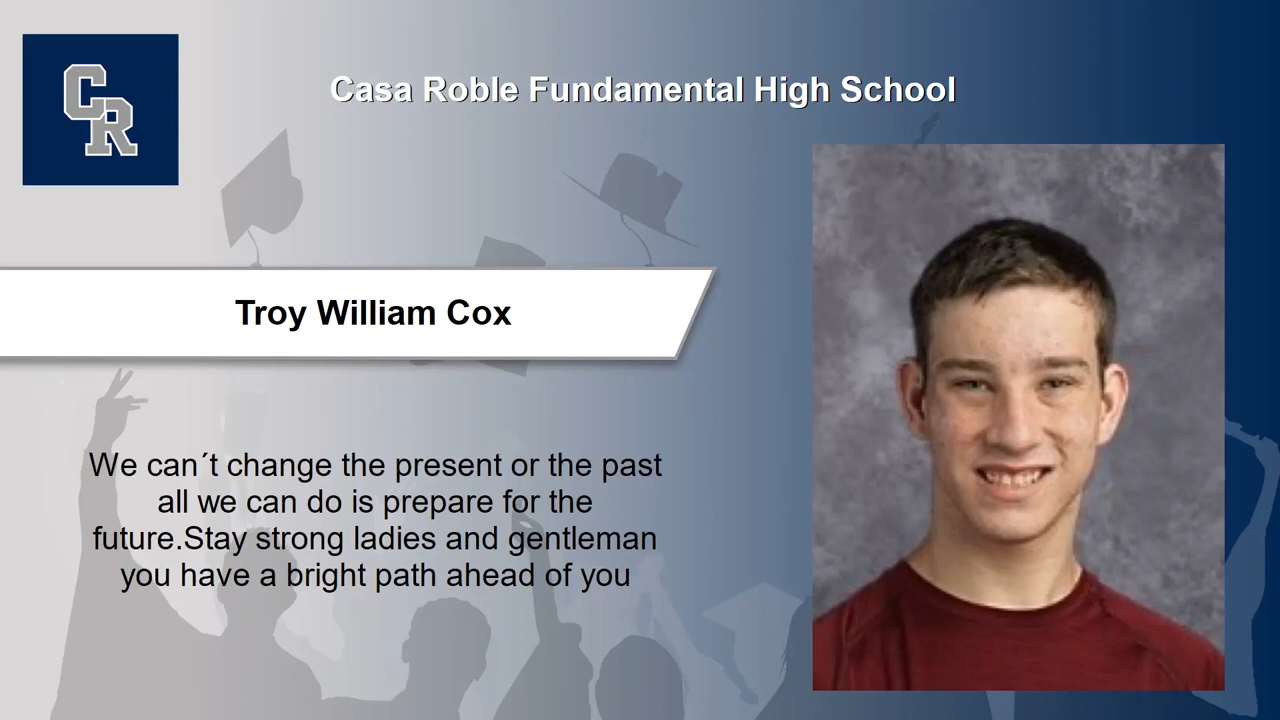 CR
Casa Roble Fundamental High School
Troy William Cox
We can´t change the present or the past
all we can do is prepare for the
future.Stay strong ladies and gentleman
you have a bright path ahead of you